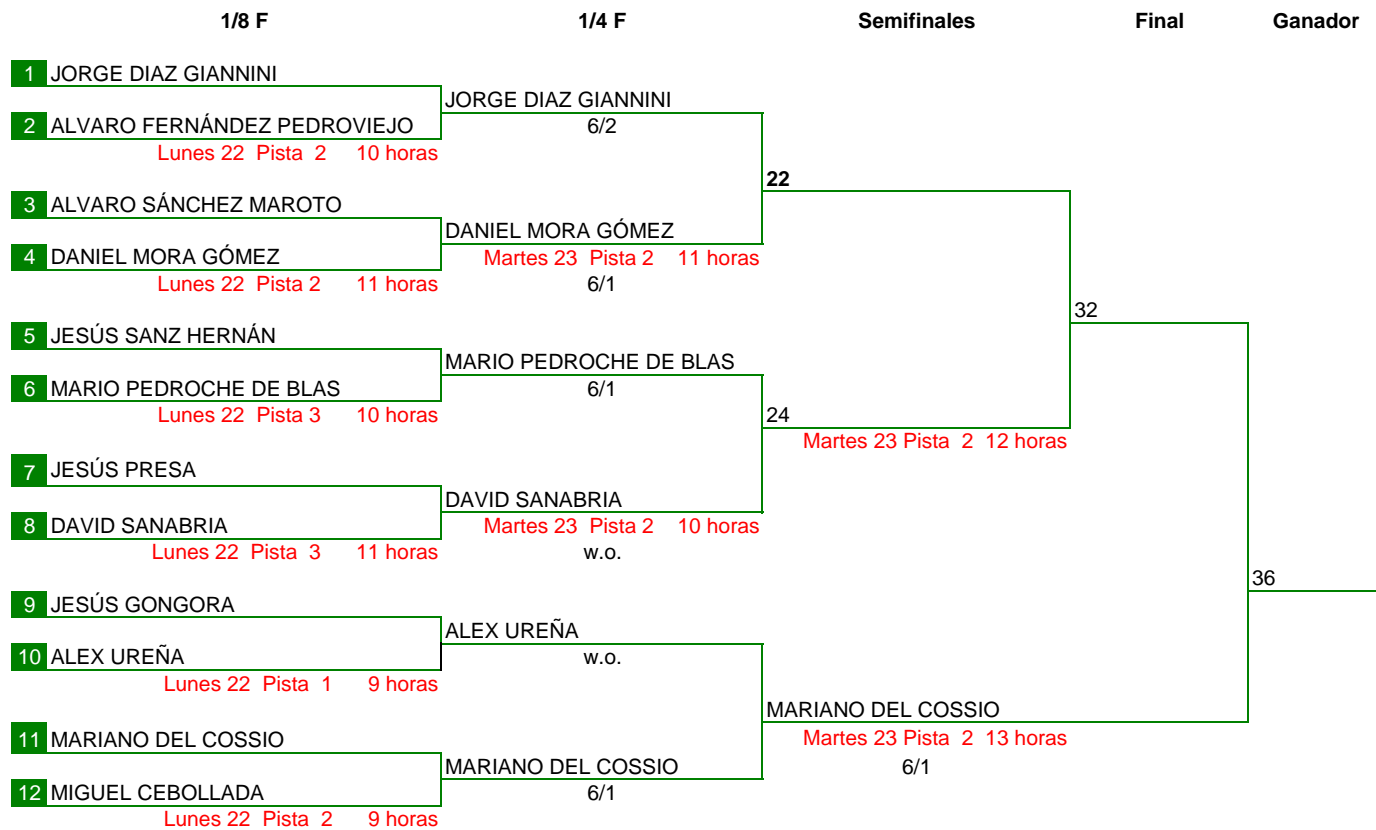 1/8 F 1/4 F Semifinales Final Ganador
1 JORGE DIAZ GIANNINI
JORGE DIAZ GIANNINI
2 ALVARO FERNÁNDEZ PEDROVIEJO 6/2
Lunes 22 Pista 2 10 horas
22
3 ALVARO SÁNCHEZ MAROTO
DANIEL MORA GÓMEZ
4 DANIEL MORA GÓMEZ Martes 23 Pista 2 11 horas
Lunes 22 Pista 2 11 horas 6/1
32
5 JESÚS SANZ HERNÁN
MARIO PEDROCHE DE BLAS
6 MARIO PEDROCHE DE BLAS 6/1
Lunes 22 Pista 3 10 horas 24
Martes 23 Pista 2 12 horas
7 JESÚS PRESA
DAVID SANABRIA
8 DAVID SANABRIA Martes 23 Pista 2 10 horas
Lunes 22 Pista 3 11 horas w.o.
36
9 JESÚS GONGORA
ALEX UREÑA
10 ALEX UREÑA w.o.
Lunes 22 Pista 1 9 horas
MARIANO DEL COSSIO
11 MARIANO DEL COSSIO Martes 23 Pista 2 13 horas
MARIANO DEL COSSIO 6/1
12 MIGUEL CEBOLLADA 6/1
Lunes 22 Pista 2 9 horas